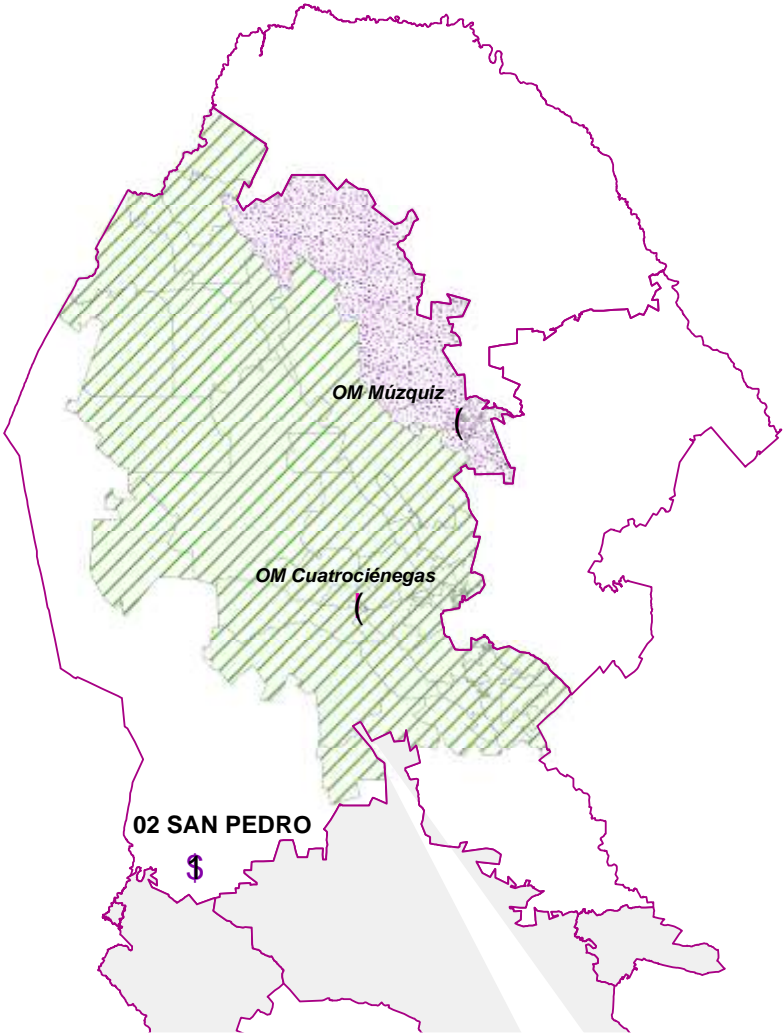 OM Múzquiz
(
OM Cuatrociénegas
(
02 SAN PEDRO
$